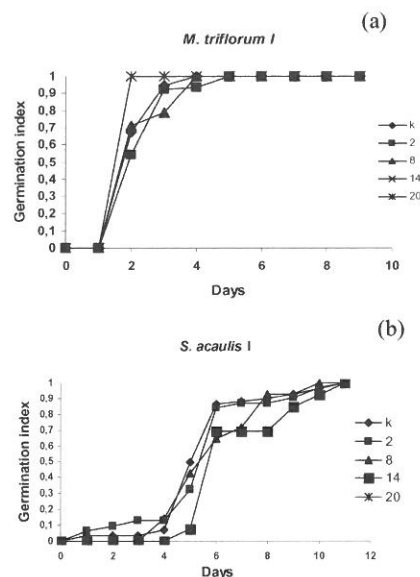 (a)
M. triflorum I
Germination index
1
0,9
0,8
0,7
0,6
0,5
0,4
0,3
0,2
0,1
0
0 2 4 6 8 10
Days
k
2
8
14
20
(b)
S. acaulis I
Germination index
1
0,9
0,8
0,7
0,6
0,5
0,4
0,3
0,2
0,1
0
0 2 4 6 8 10 12
Days
k
2
8
14
20